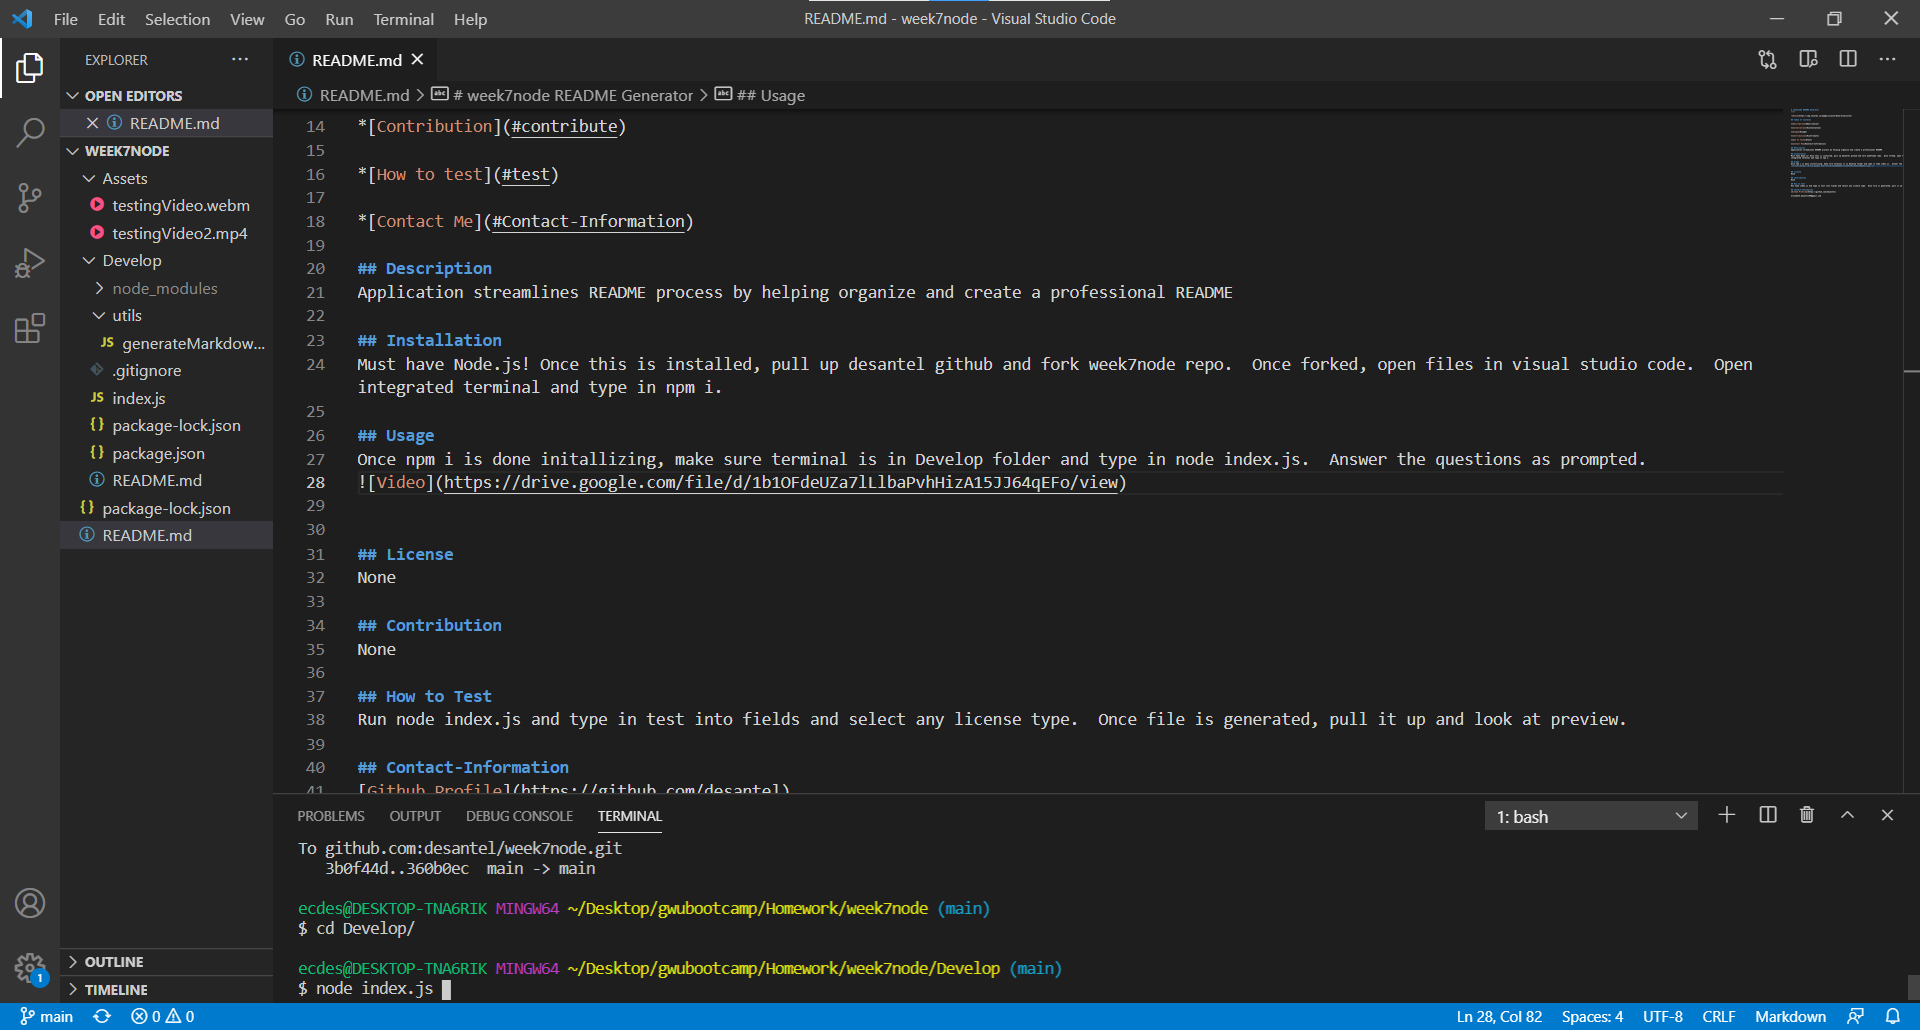 File Edit Selection View Go Run Terminal Help
README.md - week7node - Visual Studio Code
EXPLORER
OPEN EDITORS
README.md
WEEK7NODE
Assets
testingVideo.webm
testingVideo2.mp4
Develop
node_modules
utils
JS generateMarkdow...
.gitignore
JS index.js
{} package-lock.json
{} package.json
README.md
{} package-lock.json
README.md
OUTLINE
TIMELINE
1
README.md
README.md > # week7node README Generator > ## Usage
14 *[Contribution](#contribute)
15
16 *[How to test](#test)
17
18 *[Contact Me](#Contact-Information)
19
20 ## Description
21 Application streamlines README process by helping organize and create a professional README
22
23 ## Installation
24 Must have Node.js! Once this is installed, pull up desantel github and fork week7node repo.  Once forked, open files in visual studio code.  Open
integrated terminal and type in npm i.
25
26 ## Usage
27 Once npm i is done initallizing, make sure terminal is in Develop folder and type in node index.js.  Answer the questions as prompted.
28 ![Video](https://drive.google.com/file/d/1b1OFdeUZa7lLlbaPvhHizA15JJ64qEFo/view)
29
30
31 ## License
32 None
33
34 ## Contribution
35 None
36
37 ## How to Test
38 Run node index.js and type in test into fields and select any license type.  Once file is generated, pull it up and look at preview.
39
40 ## Contact-Information
41 [Github Profile](https://github.com/desantel)
PROBLEMS OUTPUT DEBUG CONSOLE TERMINAL
1: bash
To github.com:desantel/week7node.git
3b0f44d..360b0ec  main -> main
ecdes@DESKTOP-TNA6RIK MINGW64 ~/Desktop/gwubootcamp/Homework/week7node (main)
$ cd Develop/
ecdes@DESKTOP-TNA6RIK MINGW64 ~/Desktop/gwubootcamp/Homework/week7node/Develop (main)
$ node index.js
main 0 0
Ln 28, Col 82 Spaces: 4 UTF-8 CRLF Markdown